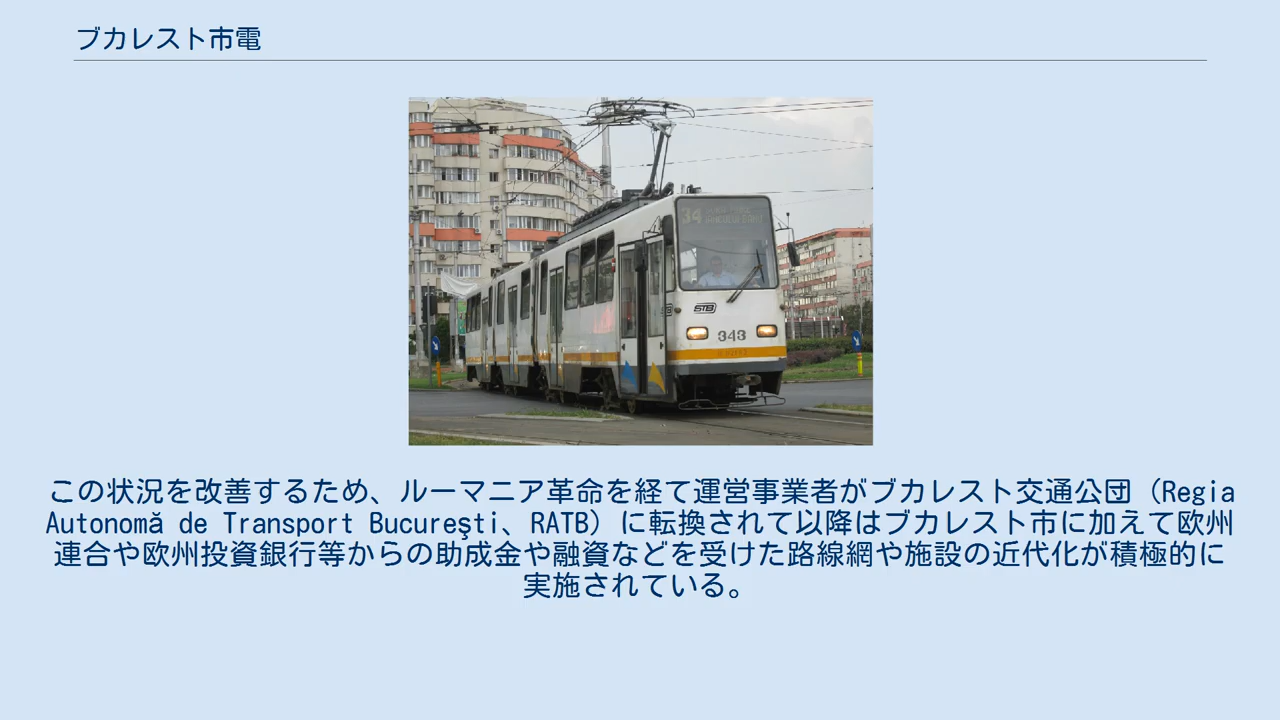 ブカレスト市電
34
STB
343
この状況を改善するため、ルーマニア革命を経て運営事業者がブカレスト交通公団（Regia
Autonomă de Transport Bucureşti、RATB）に転換されて以降はブカレスト市に加えて欧州
連合や欧州投資銀行等からの助成金や融資などを受けた路線網や施設の近代化が積極的に
実施されている。